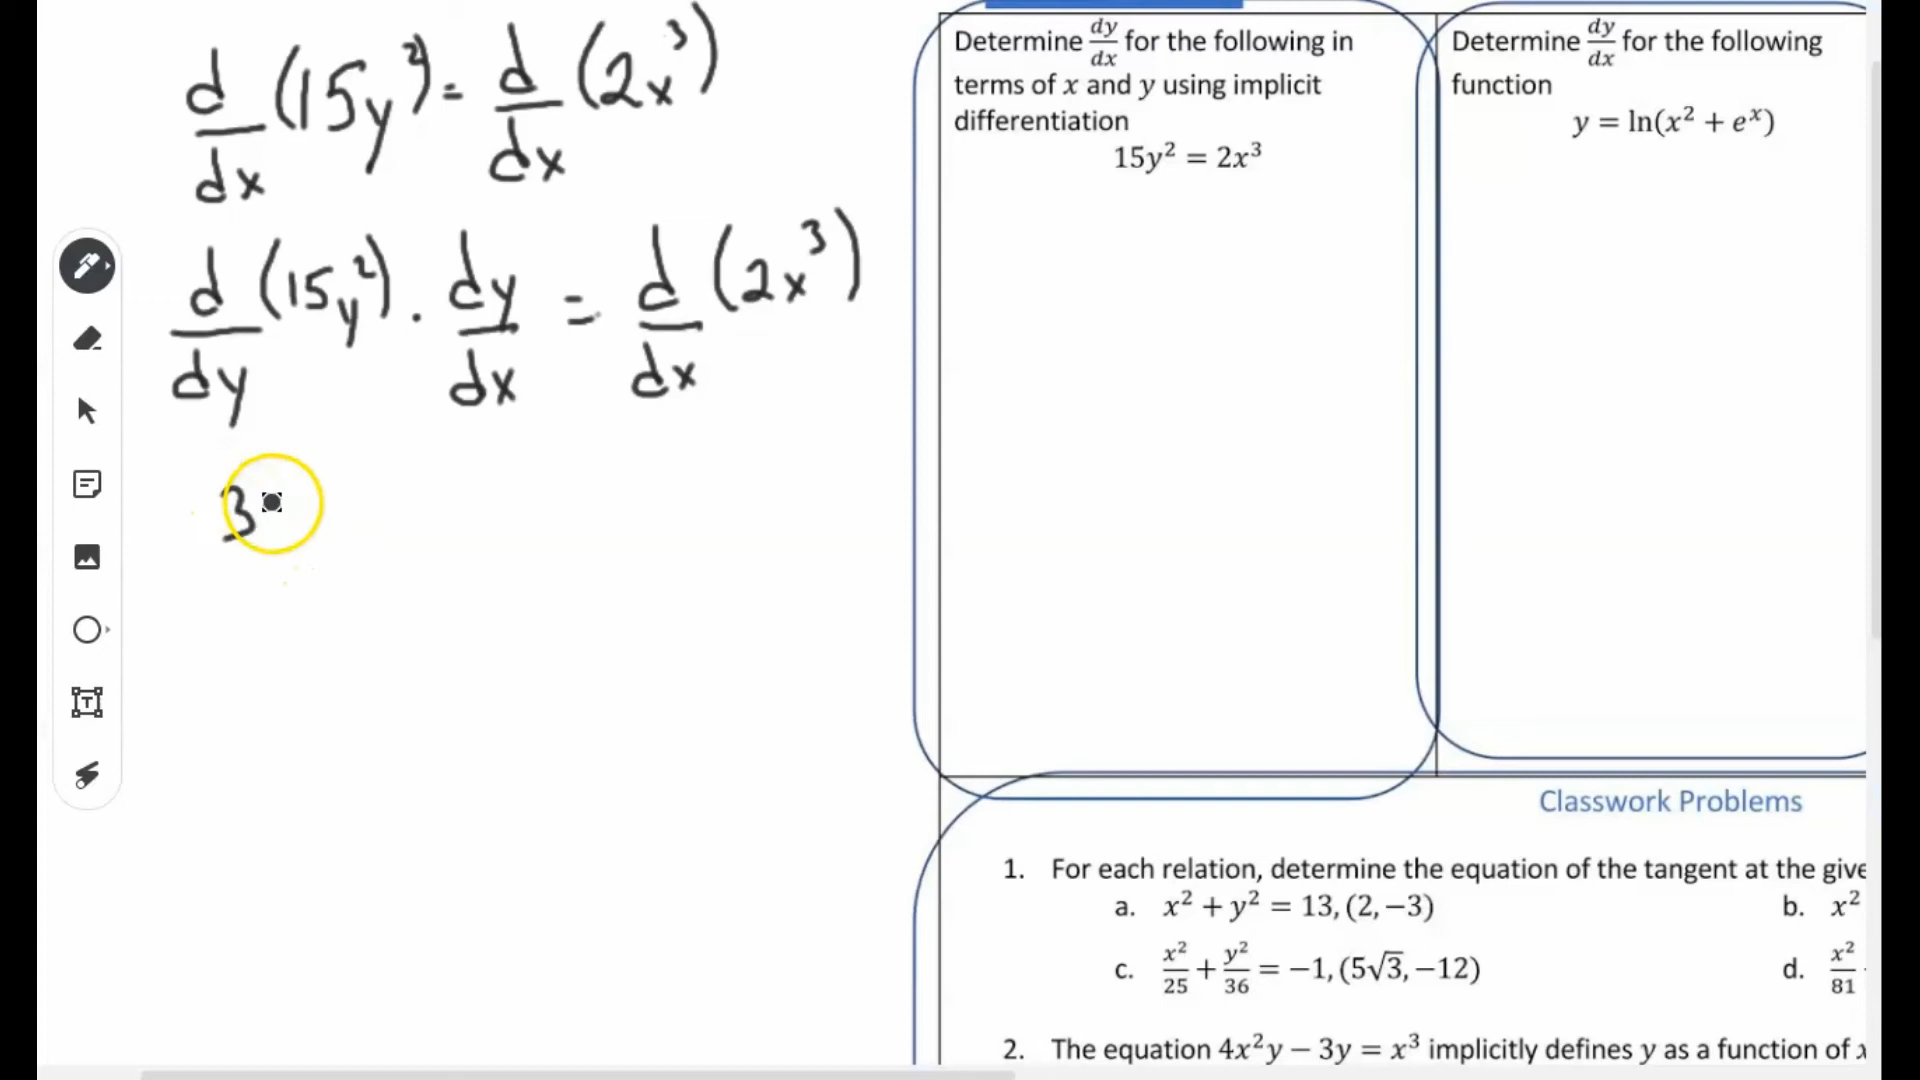 d/dx (15y²) = d/dx (2x³)
d/dy (15y²) · dy/dx = d/dx (2x³)
3
Determine dy/dx for the following in
terms of x and y using implicit
differentiation
15y² = 2x³
Determine dy/dx for the following
function
y = ln(x² + eˣ)
Classwork Problems
1. For each relation, determine the equation of the tangent at the give
a. x² + y² = 13, (2, −3)
b. x²
c. x²/25 + y²/36 = −1, (5√3, −12)
d. x²/81
2. The equation 4x²y − 3y = x³ implicitly defines y as a function of x